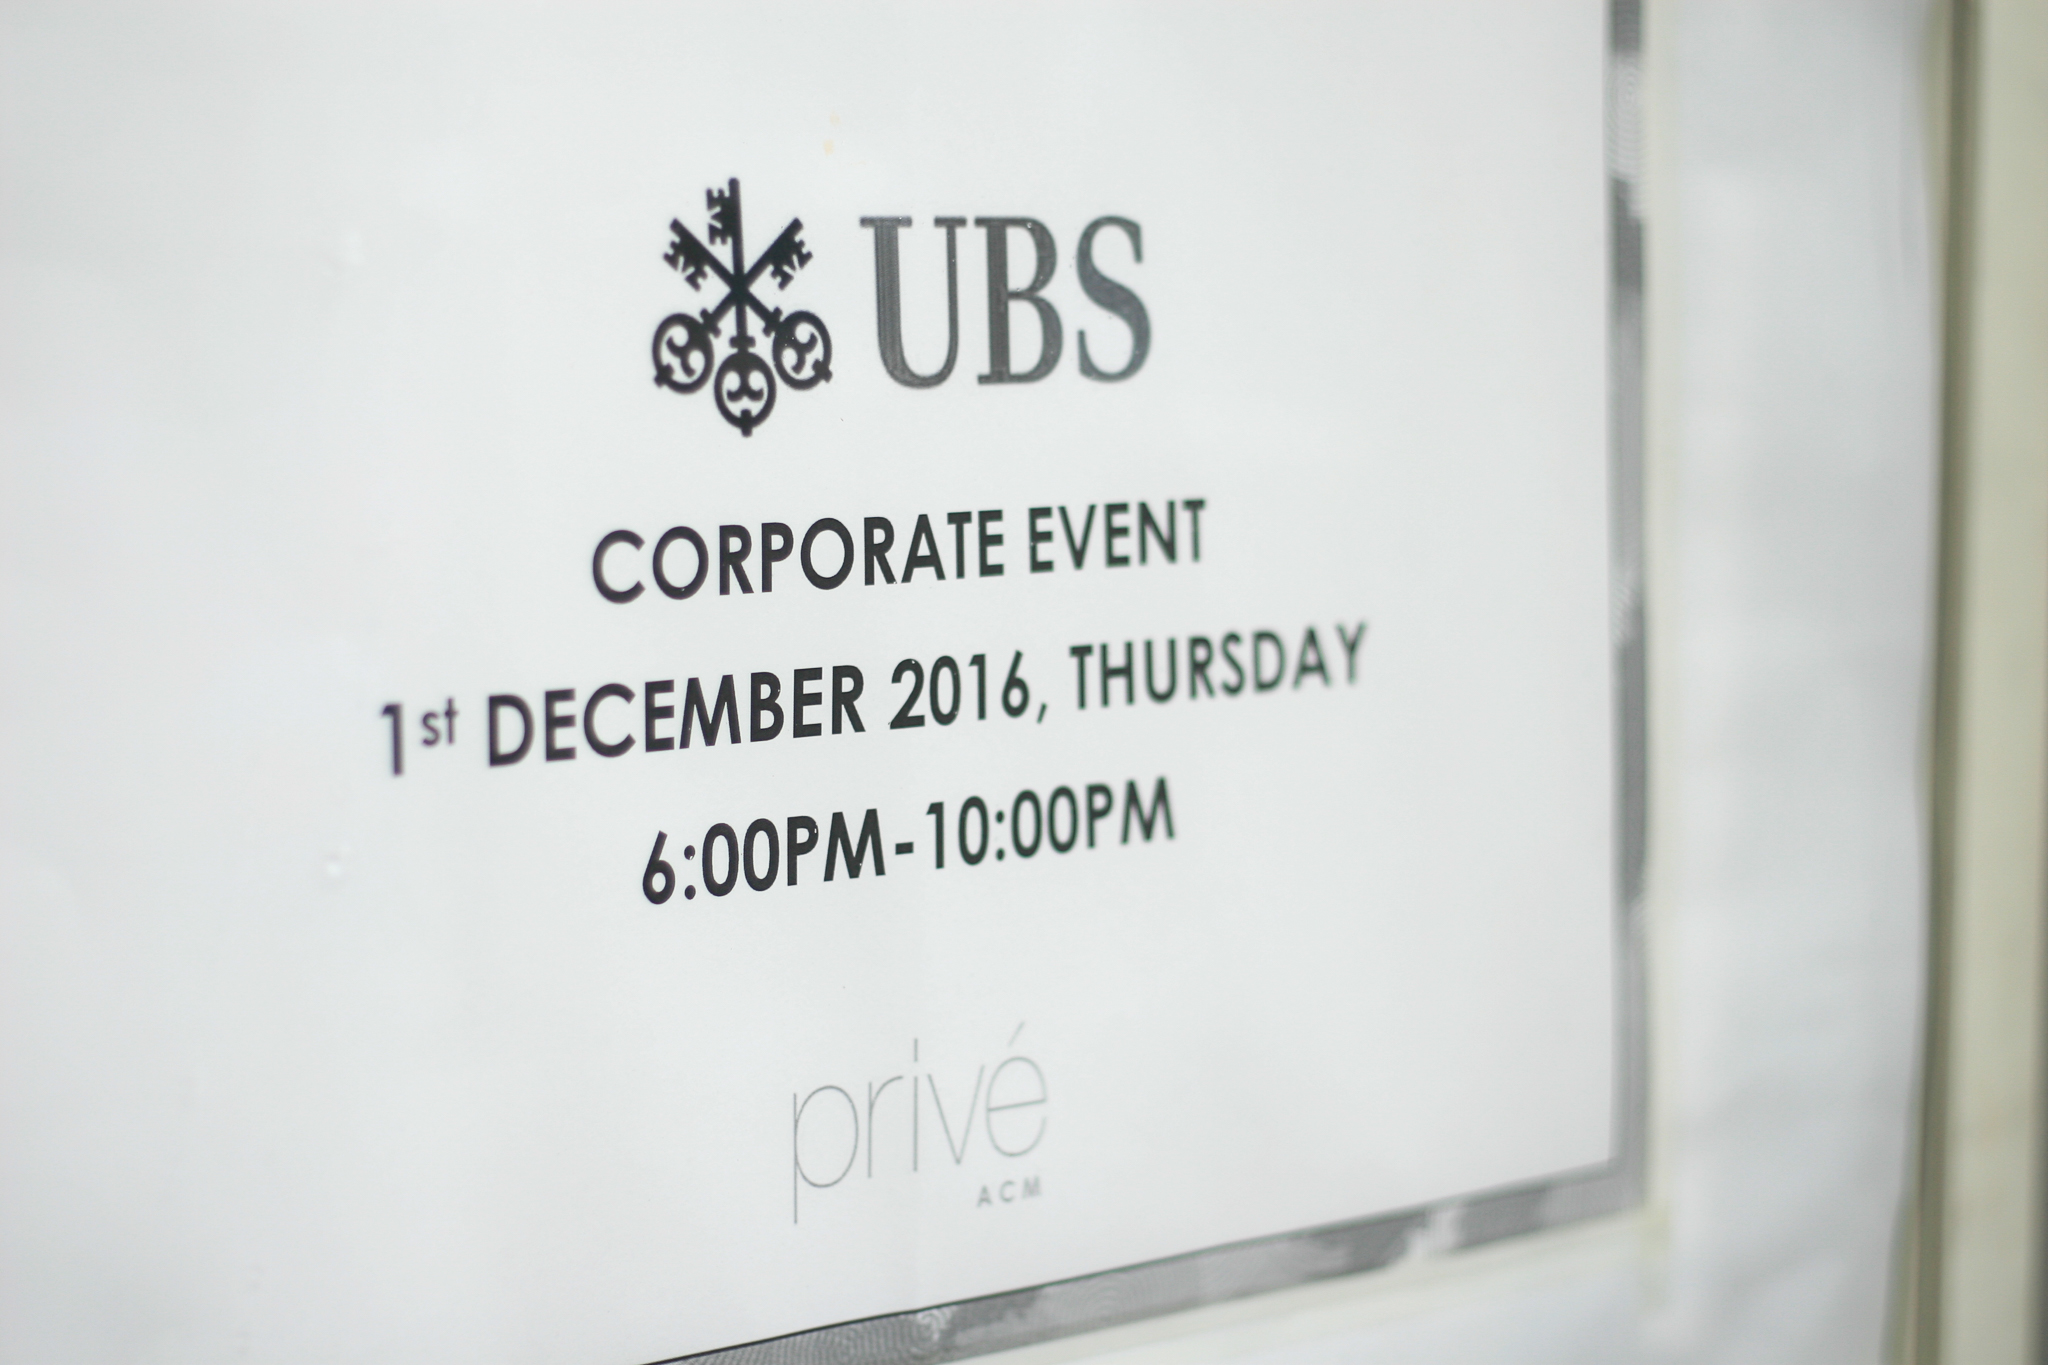 UBS
CORPORATE EVENT
1st DECEMBER 2016, THURSDAY
6:00PM-10:00PM
privé
ACM